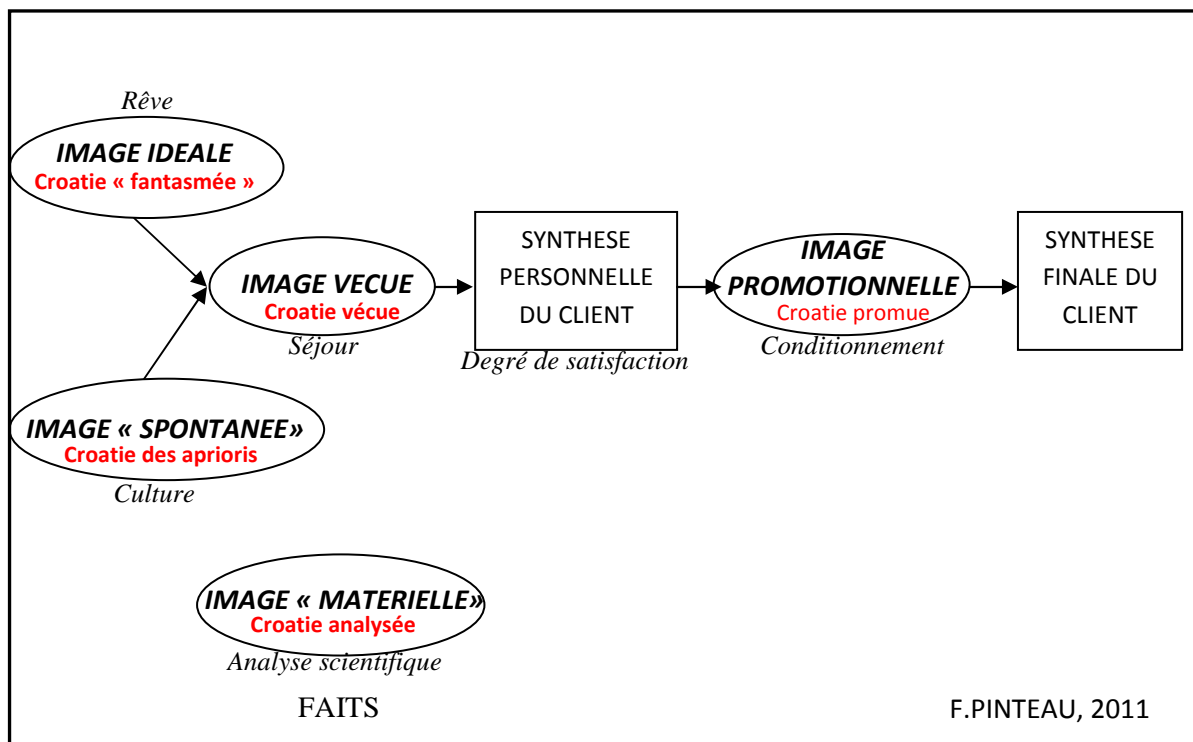 Rêve
IMAGE IDEALE
Croatie « fantasmée »
IMAGE VECUE
Croatie vécue
Séjour
SYNTHESE
PERSONNELLE
DU CLIENT
Degré de satisfaction
IMAGE
PROMOTIONNELLE
Croatie promue
Conditionnement
SYNTHESE
FINALE DU
CLIENT
IMAGE « SPONTANEE»
Croatie des aprioris
Culture
IMAGE « MATERIELLE»
Croatie analysée
Analyse scientifique
FAITS
F.PINTEAU, 2011